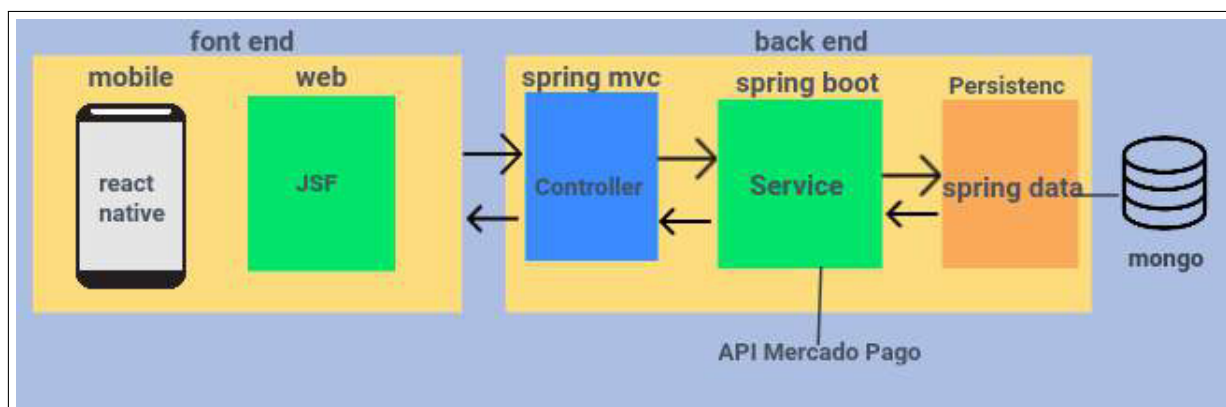 font end
mobile
web
react
native
JSF
back end
spring mvc
spring boot
Persistenc
Controller
Service
spring data
mongo
API Mercado Pago